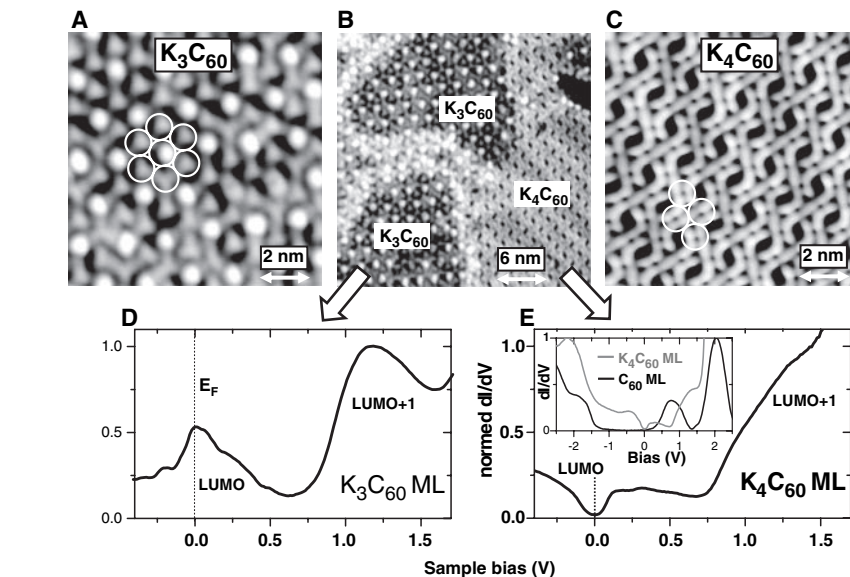 A
B
C
K3C60
K3C60
K4C60
K4C60
K3C60
2 nm
6 nm
2 nm
D
E
1.0
0.5
0.0
EF
LUMO
LUMO+1
K3C60 ML
0.0 0.5 1.0 1.5
normed dI/dV
1.0
0.5
0.0
dI/dV
1
0
K4C60 ML
C60 ML
-2 -1 0 1 2
Bias (V)
LUMO
LUMO+1
K4C60 ML
0.0 0.5 1.0 1.5
Sample bias (V)